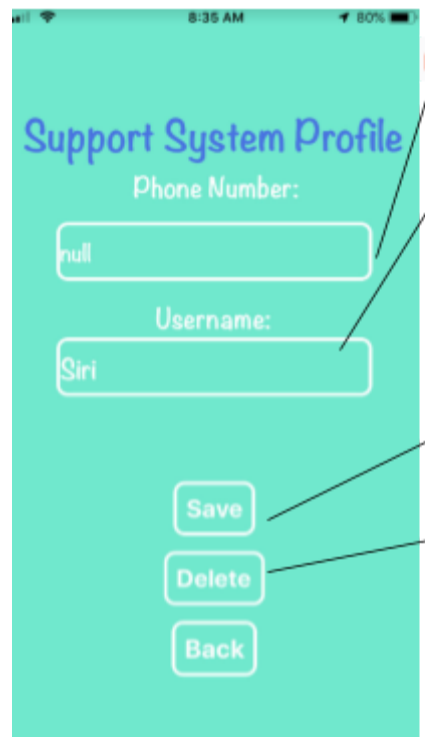 8:35 AM
80%
Support System Profile
Phone Number:
null
Username:
Siri
Save
Delete
Back